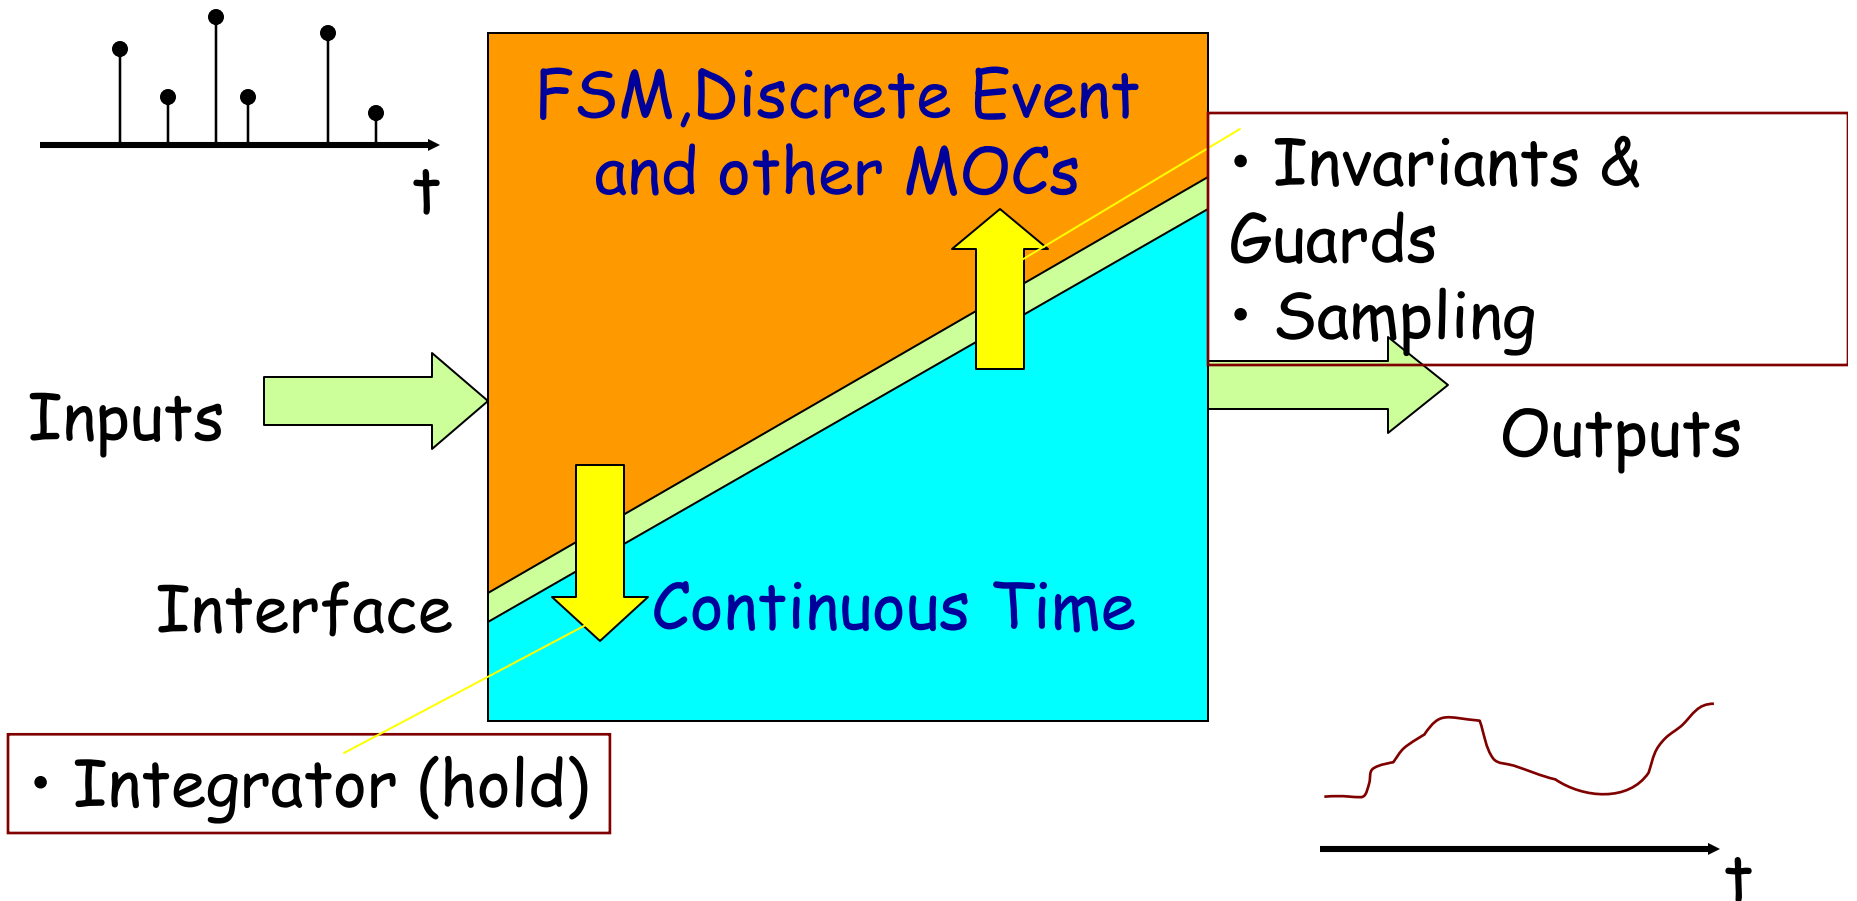 t
FSM,Discrete Event
and other MOCs
• Invariants &
Guards
• Sampling
Inputs
Outputs
Interface
Continuous Time
• Integrator (hold)
t